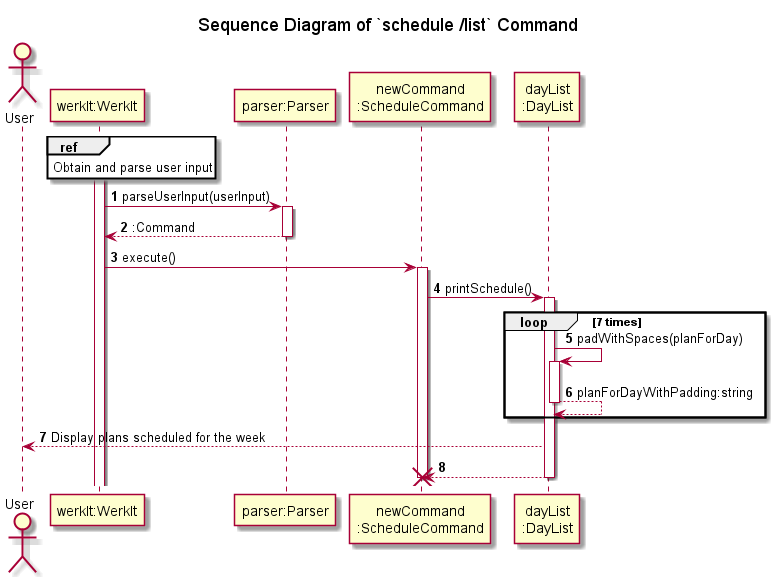 Sequence Diagram of `schedule /list` Command
User
werkIt:WerkIt
parser:Parser
newCommand
:ScheduleCommand
dayList
:DayList
ref
Obtain and parse user input
1 parseUserInput(userInput)
2 :Command
3 execute()
4 printSchedule()
loop [7 times]
5 padWithSpaces(planForDay)
6 planForDayWithPadding:string
7 Display plans scheduled for the week
8
User
werkIt:WerkIt
parser:Parser
newCommand
:ScheduleCommand
dayList
:DayList